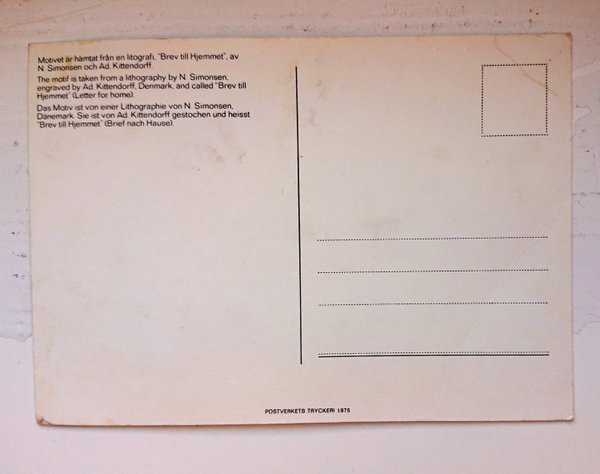 Motivet är hämtat från en litografi, "Brev till Hjemmet", av
N. Simonsen och Ad. Kittendorff.
The motif is taken from a lithography by N. Simonsen,
engraved by Ad. Kittendorff, Denmark, and called "Brev till
Hjemmet" (Letter for home).
Das Motiv ist von einer Lithographie von N. Simonsen,
Dänemark. Sie ist von Ad. Kittendorff gestochen und heisst
"Brev till Hjemmet" (Brief nach Hause).
POSTVERKETS TRYCKERI 1975